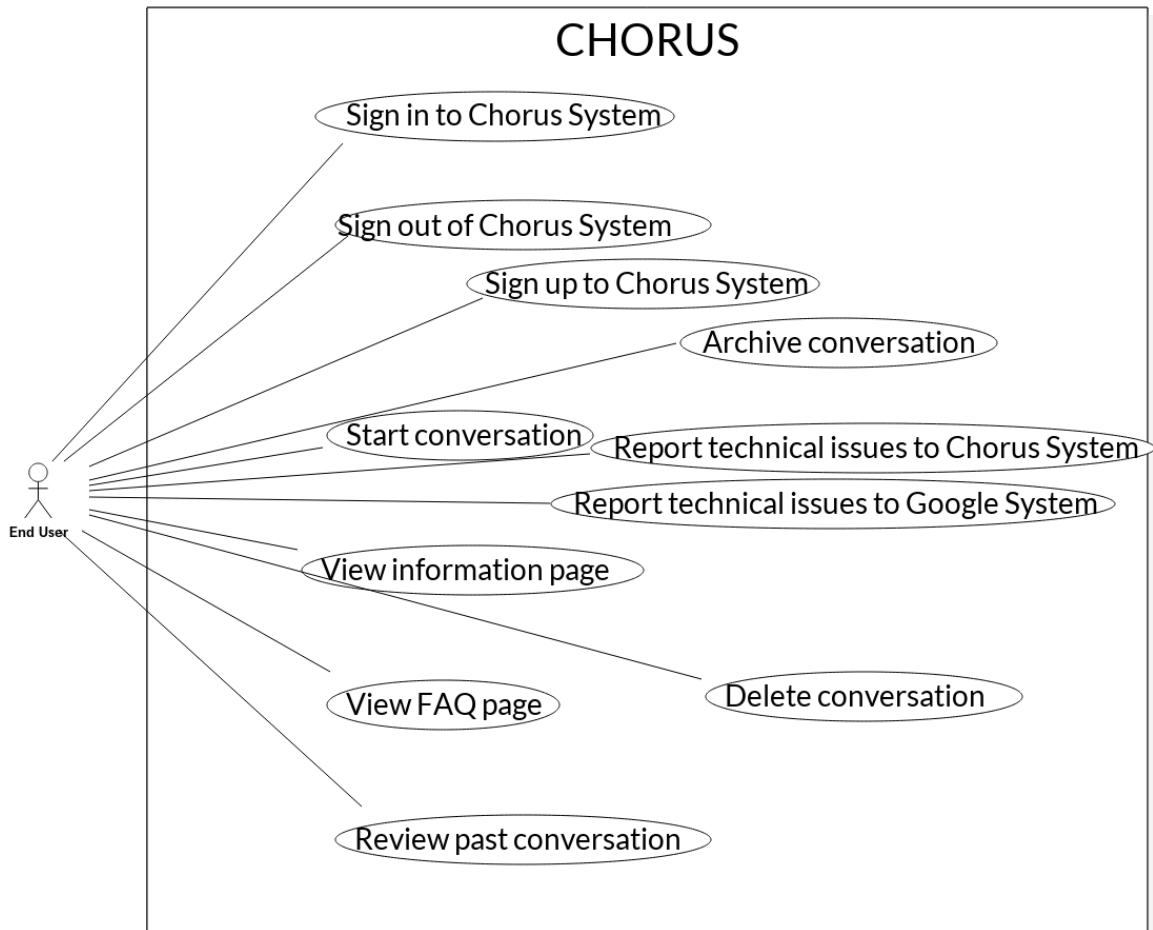 CHORUS
Sign in to Chorus System
Sign out of Chorus System
Sign up to Chorus System
Archive conversation
Start conversation
Report technical issues to Chorus System
Report technical issues to Google System
End User
View information page
Delete conversation
View FAQ page
Review past conversation